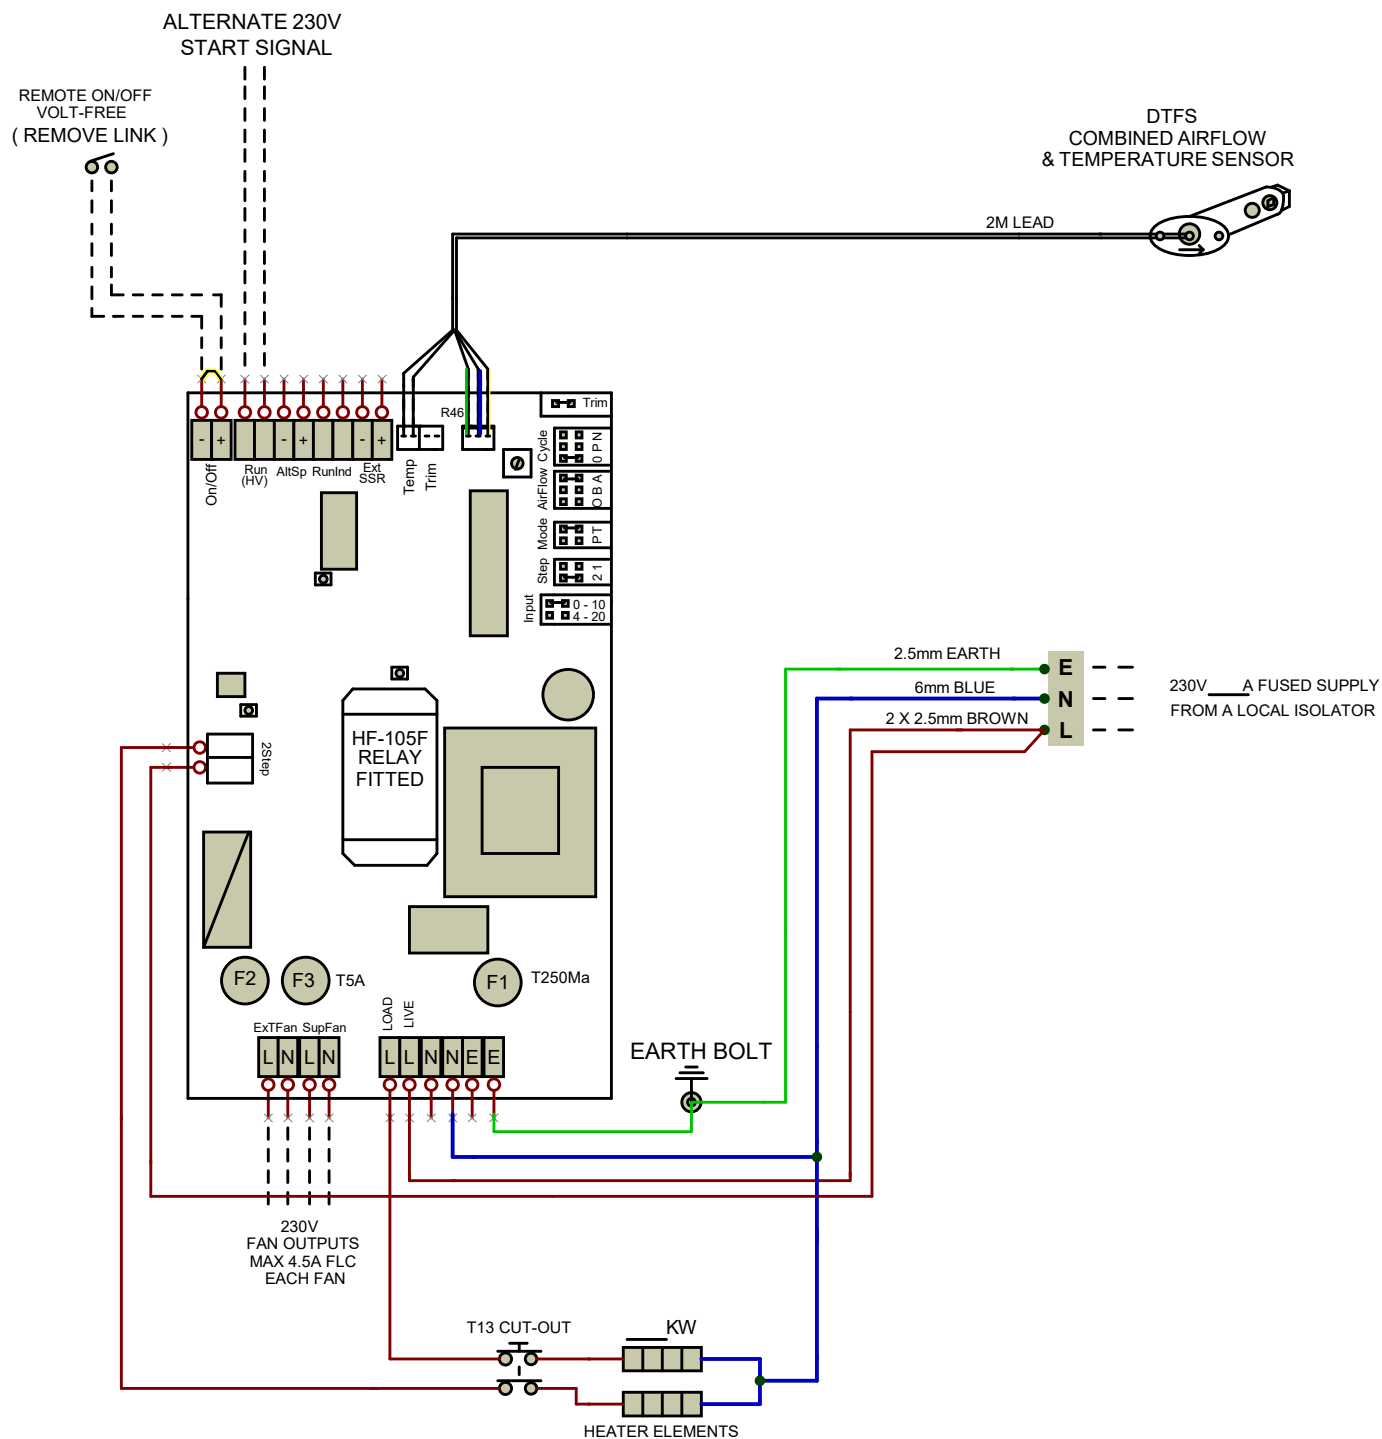 ALTERNATE 230V
START SIGNAL
REMOTE ON/OFF
VOLT-FREE
( REMOVE LINK )
DTFS
COMBINED AIRFLOW
& TEMPERATURE SENSOR
2M LEAD
R46
Trim
- + - + - +
On/Off
Run
(HV)
AltSp
RunInd
Ext
SSR
Temp
Trim
Cycle
0 P N
AirFlow
O B A
Mode
P T
Step
2 1
Input
0 - 10
4 - 20
2.5mm EARTH
E
6mm BLUE
N
2 X 2.5mm BROWN
L
230V____A FUSED SUPPLY
FROM A LOCAL ISOLATOR
2Step
HF-105F
RELAY
FITTED
F2
F3
T5A
F1
T250Ma
LOAD
LIVE
ExTFan SupFan
L N L N
L L N N E E
EARTH BOLT
230V
FAN OUTPUTS
MAX 4.5A FLC
EACH FAN
T13 CUT-OUT
____KW
HEATER ELEMENTS